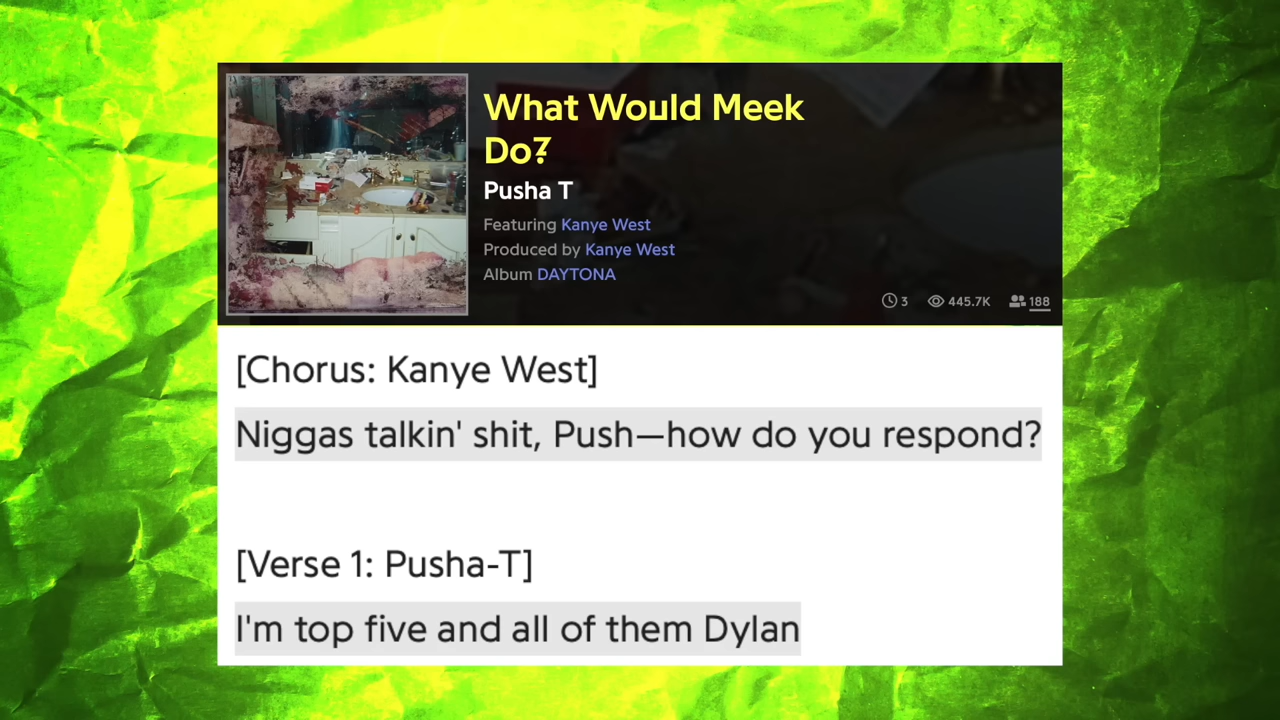 What Would Meek
Do?
Pusha T
Featuring Kanye West
Produced by Kanye West
Album DAYTONA
3 445.7K 188
[Chorus: Kanye West]
Niggas talkin' shit, Push—how do you respond?
[Verse 1: Pusha-T]
I'm top five and all of them Dylan